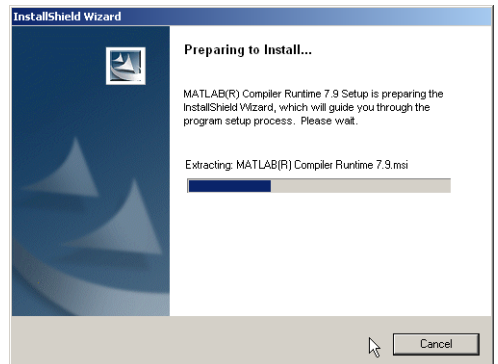 InstallShield Wizard
Preparing to Install...
MATLAB(R) Compiler Runtime 7.9 Setup is preparing the
InstallShield Wizard, which will guide you through the
program setup process. Please wait.
Extracting: MATLAB(R) Compiler Runtime 7.9.msi
Cancel